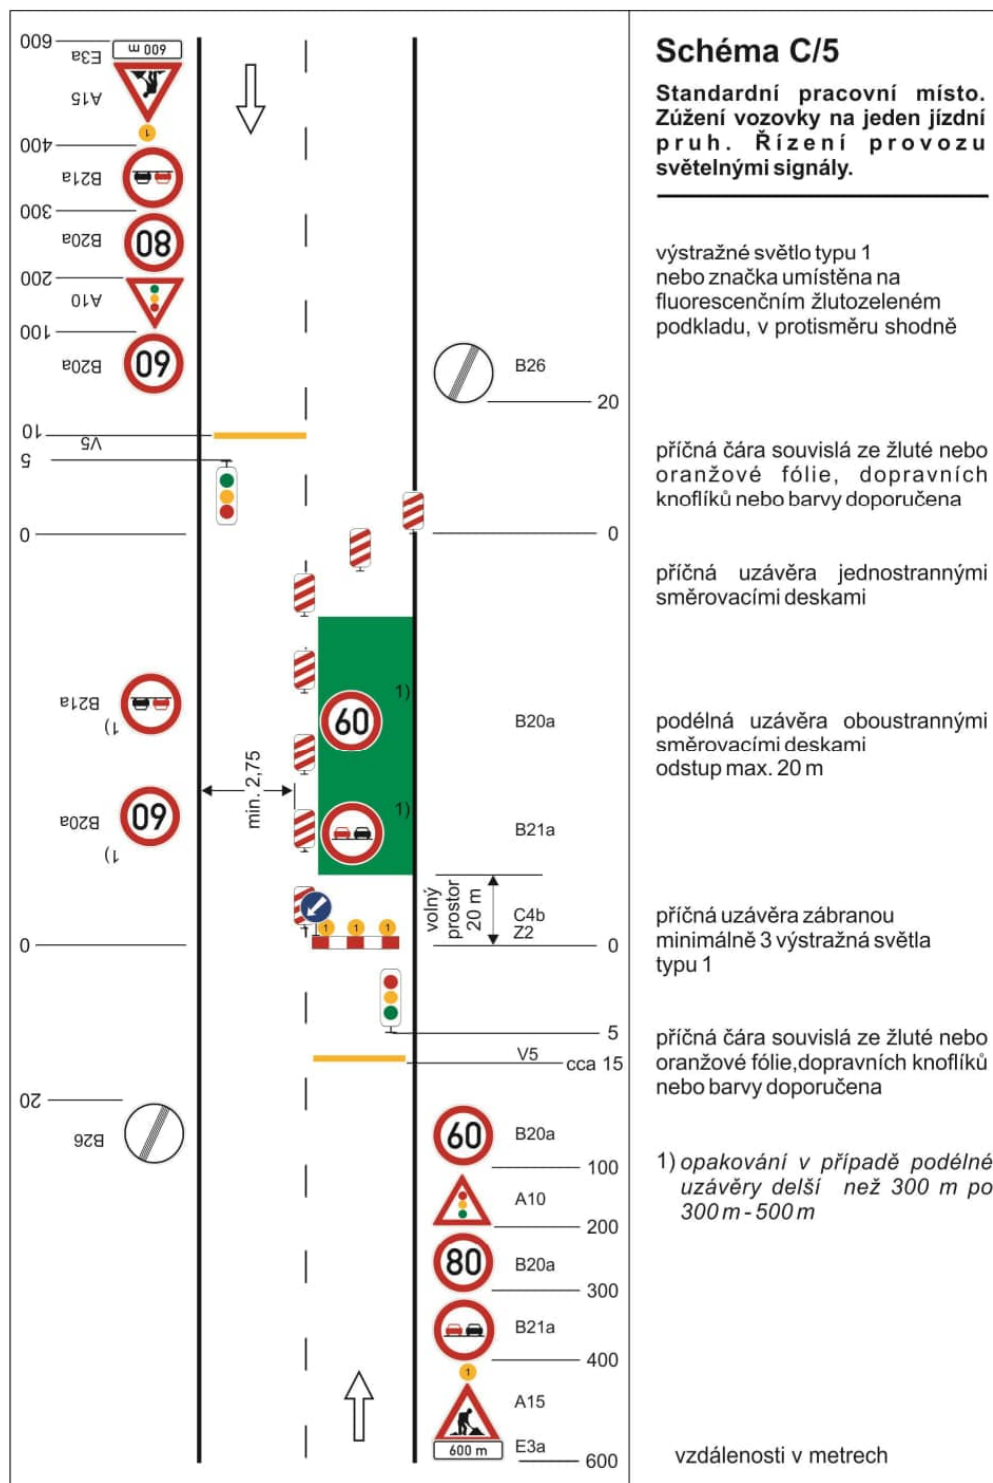 Schéma C/5
Standardní pracovní místo.
Zúžení vozovky na jeden jízdní
pruh. Řízení provozu
světelnými signály.
výstražné světlo typu 1
nebo značka umístěna na
fluorescenčním žlutozeleném
podkladu, v protisměru shodně
příčná čára souvislá ze žluté nebo
oranžové fólie, dopravních
knoflíků nebo barvy doporučena
příčná uzávěra jednostrannými
směrovacími deskami
podélná uzávěra oboustrannými
směrovacími deskami
odstup max. 20 m
příčná uzávěra zábranou
minimálně 3 výstražná světla
typu 1
příčná čára souvislá ze žluté nebo
oranžové fólie,dopravních knoflíků
nebo barvy doporučena
1) opakování v případě podélné
uzávěry delší než 300 m po
300 m - 500 m
vzdálenosti v metrech
600
E3a
600 m
A15
1
400
B21a
300
B20a
80
200
A10
100
B20a
60
10
V5
5
0
B21a
1)
B20a
60
1)
0
20
B26
min. 2,75
B26
20
0
1)
60
B20a
1)
B21a
volný
prostor
20 m
C4b
Z2
1 1 1
0
5
V5
cca 15
60
B20a
100
A10
200
80
B20a
300
B21a
400
1
A15
600 m
E3a
600